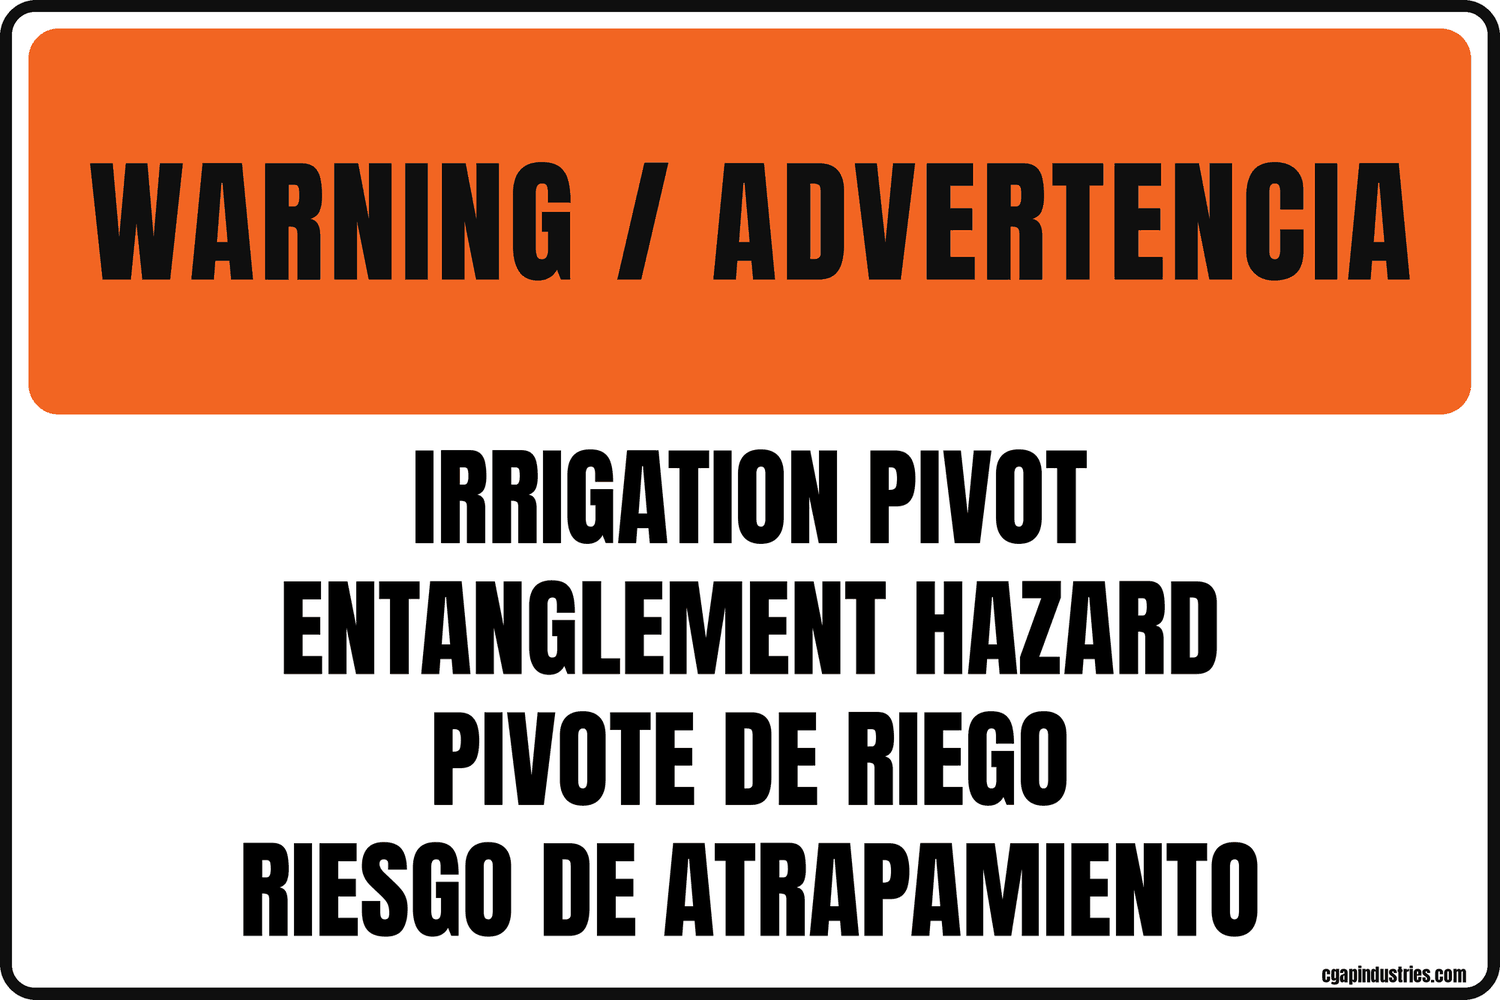 WARNING / ADVERTENCIA
IRRIGATION PIVOT
ENTANGLEMENT HAZARD
PIVOTE DE RIEGO
RIESGO DE ATRAPAMIENTO
cgapindustries.com